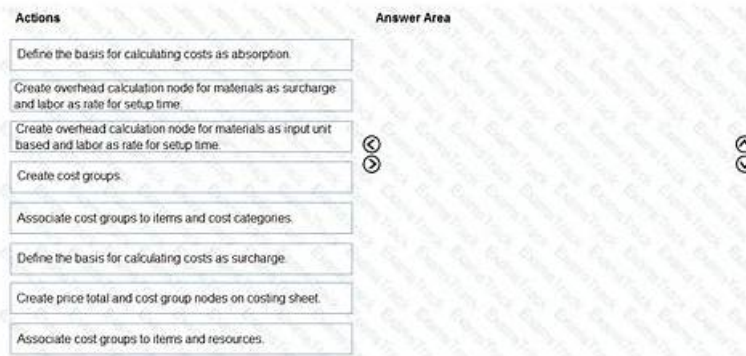 Actions
Answer Area
Define the basis for calculating costs as absorption.
Create overhead calculation node for materials as surcharge
and labor as rate for setup time.
Create overhead calculation node for materials as input unit
based and labor as rate for setup time.
Create cost groups.
Associate cost groups to items and cost categories.
Define the basis for calculating costs as surcharge.
Create price total and cost group nodes on costing sheet.
Associate cost groups to items and resources.